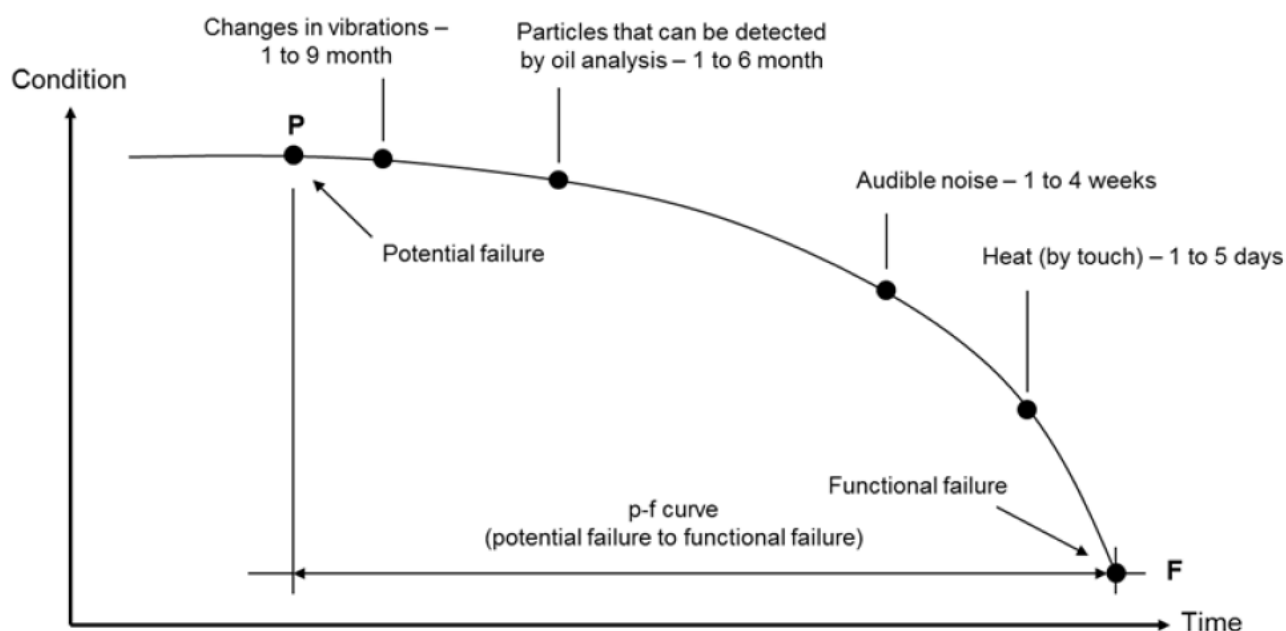 Changes in vibrations –
1 to 9 month
Particles that can be detected
by oil analysis – 1 to 6 month
Condition
P
Audible noise – 1 to 4 weeks
Potential failure
Heat (by touch) – 1 to 5 days
Functional failure
p-f curve
(potential failure to functional failure)
F
Time